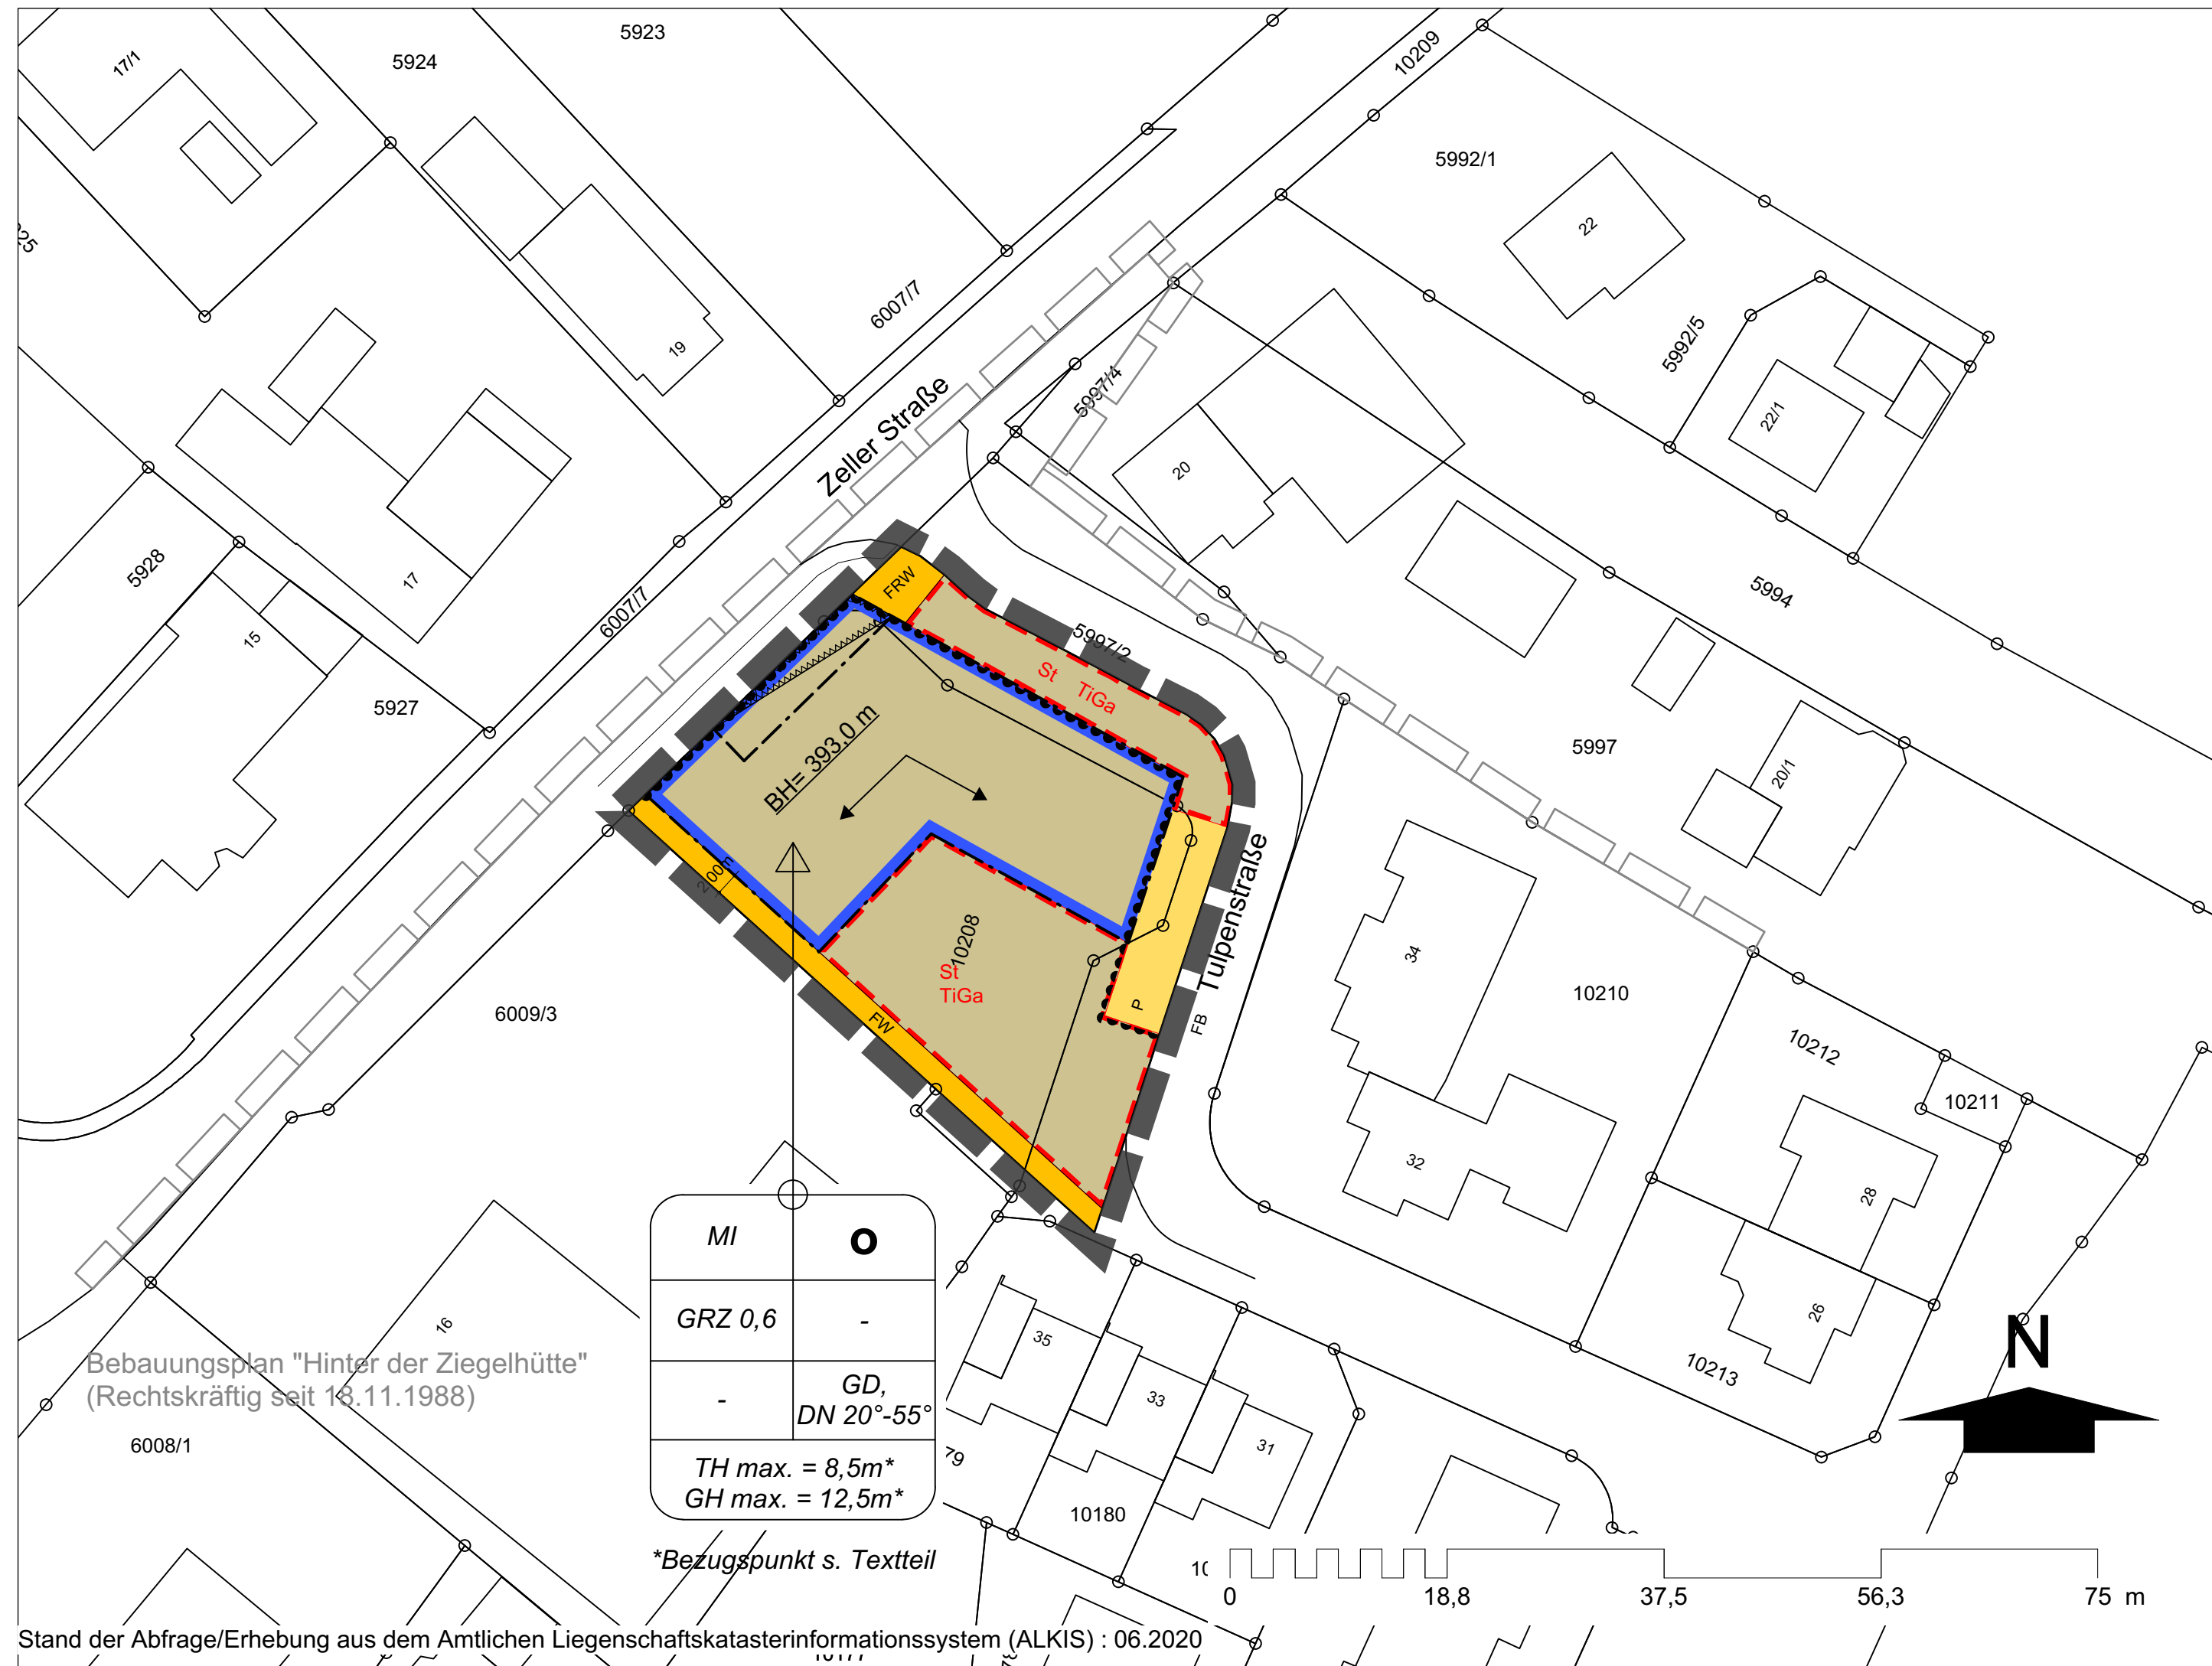 17/1
5924
5923
10209
5992/1
22
19
6007/7
5992/5
22/1
5997/4
Zeller Straße
20
5928
17
15
6007/7
5927
FRW
5997/2
St TiGa
5994
5997
20/1
BH= 393,0 m
2,00m
10208
St
TiGa
FW
P
FB
Tulpenstraße
34
10210
10212
10211
6009/3
32
28
26
10213
16
35
33
31
79
10180
6008/1
MI
o
GRZ 0,6
-
-
GD,
DN 20°-55°
TH max. = 8,5m*
GH max. = 12,5m*
*Bezugspunkt s. Textteil
Bebauungsplan "Hinter der Ziegelhütte"
(Rechtskräftig seit 18.11.1988)
N
0 18,8 37,5 56,3 75 m
Stand der Abfrage/Erhebung aus dem Amtlichen Liegenschaftskatasterinformationssystem (ALKIS) : 06.2020